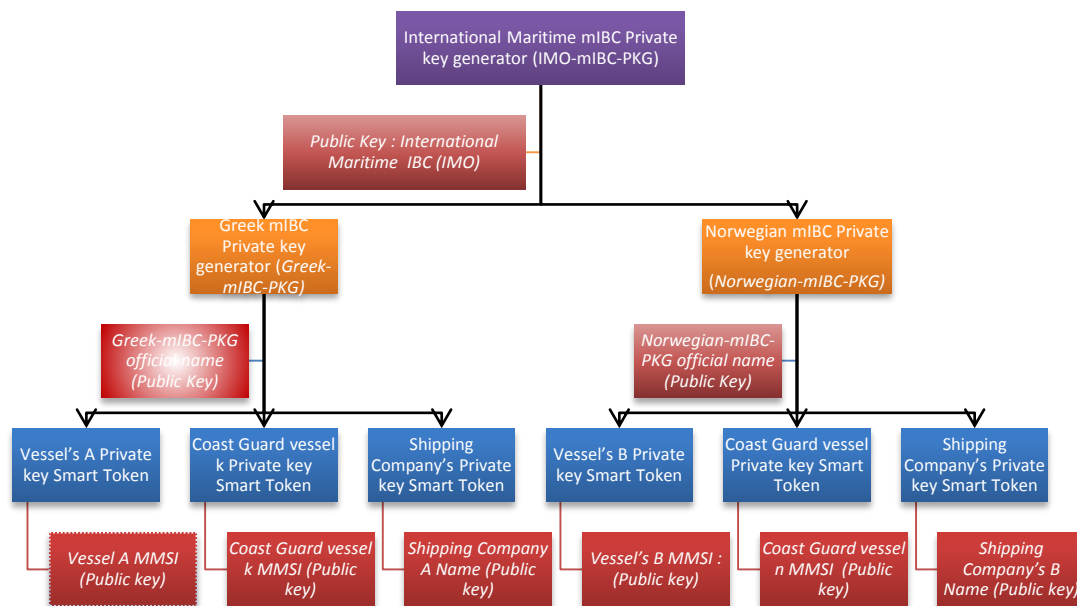 International Maritime mIBC Private
key generator (IMO-mIBC-PKG)
Public Key : International
Maritime IBC (IMO)
Greek mIBC
Private key
generator (Greek-
mIBC-PKG)
Norwegian mIBC Private
key generator
(Norwegian-mIBC-PKG)
Greek-mIBC-PKG
official name
(Public Key)
Norwegian-mIBC-
PKG official name
(Public Key)
Vessel's A Private
key Smart Token
Coast Guard vessel
k Private key
Smart Token
Shipping
Company's Private
key Smart Token
Vessel's B Private
key Smart Token
Coast Guard vessel
Private key Smart
Token
Shipping
Company's Private
key Smart Token
Vessel A MMSI
(Public key)
Coast Guard vessel
k MMSI (Public
key)
Shipping Company
A Name (Public
key)
Vessel's B MMSI :
(Public key)
Coast Guard vessel
n MMSI (Public
key)
Shipping
Company's B
Name (Public key)